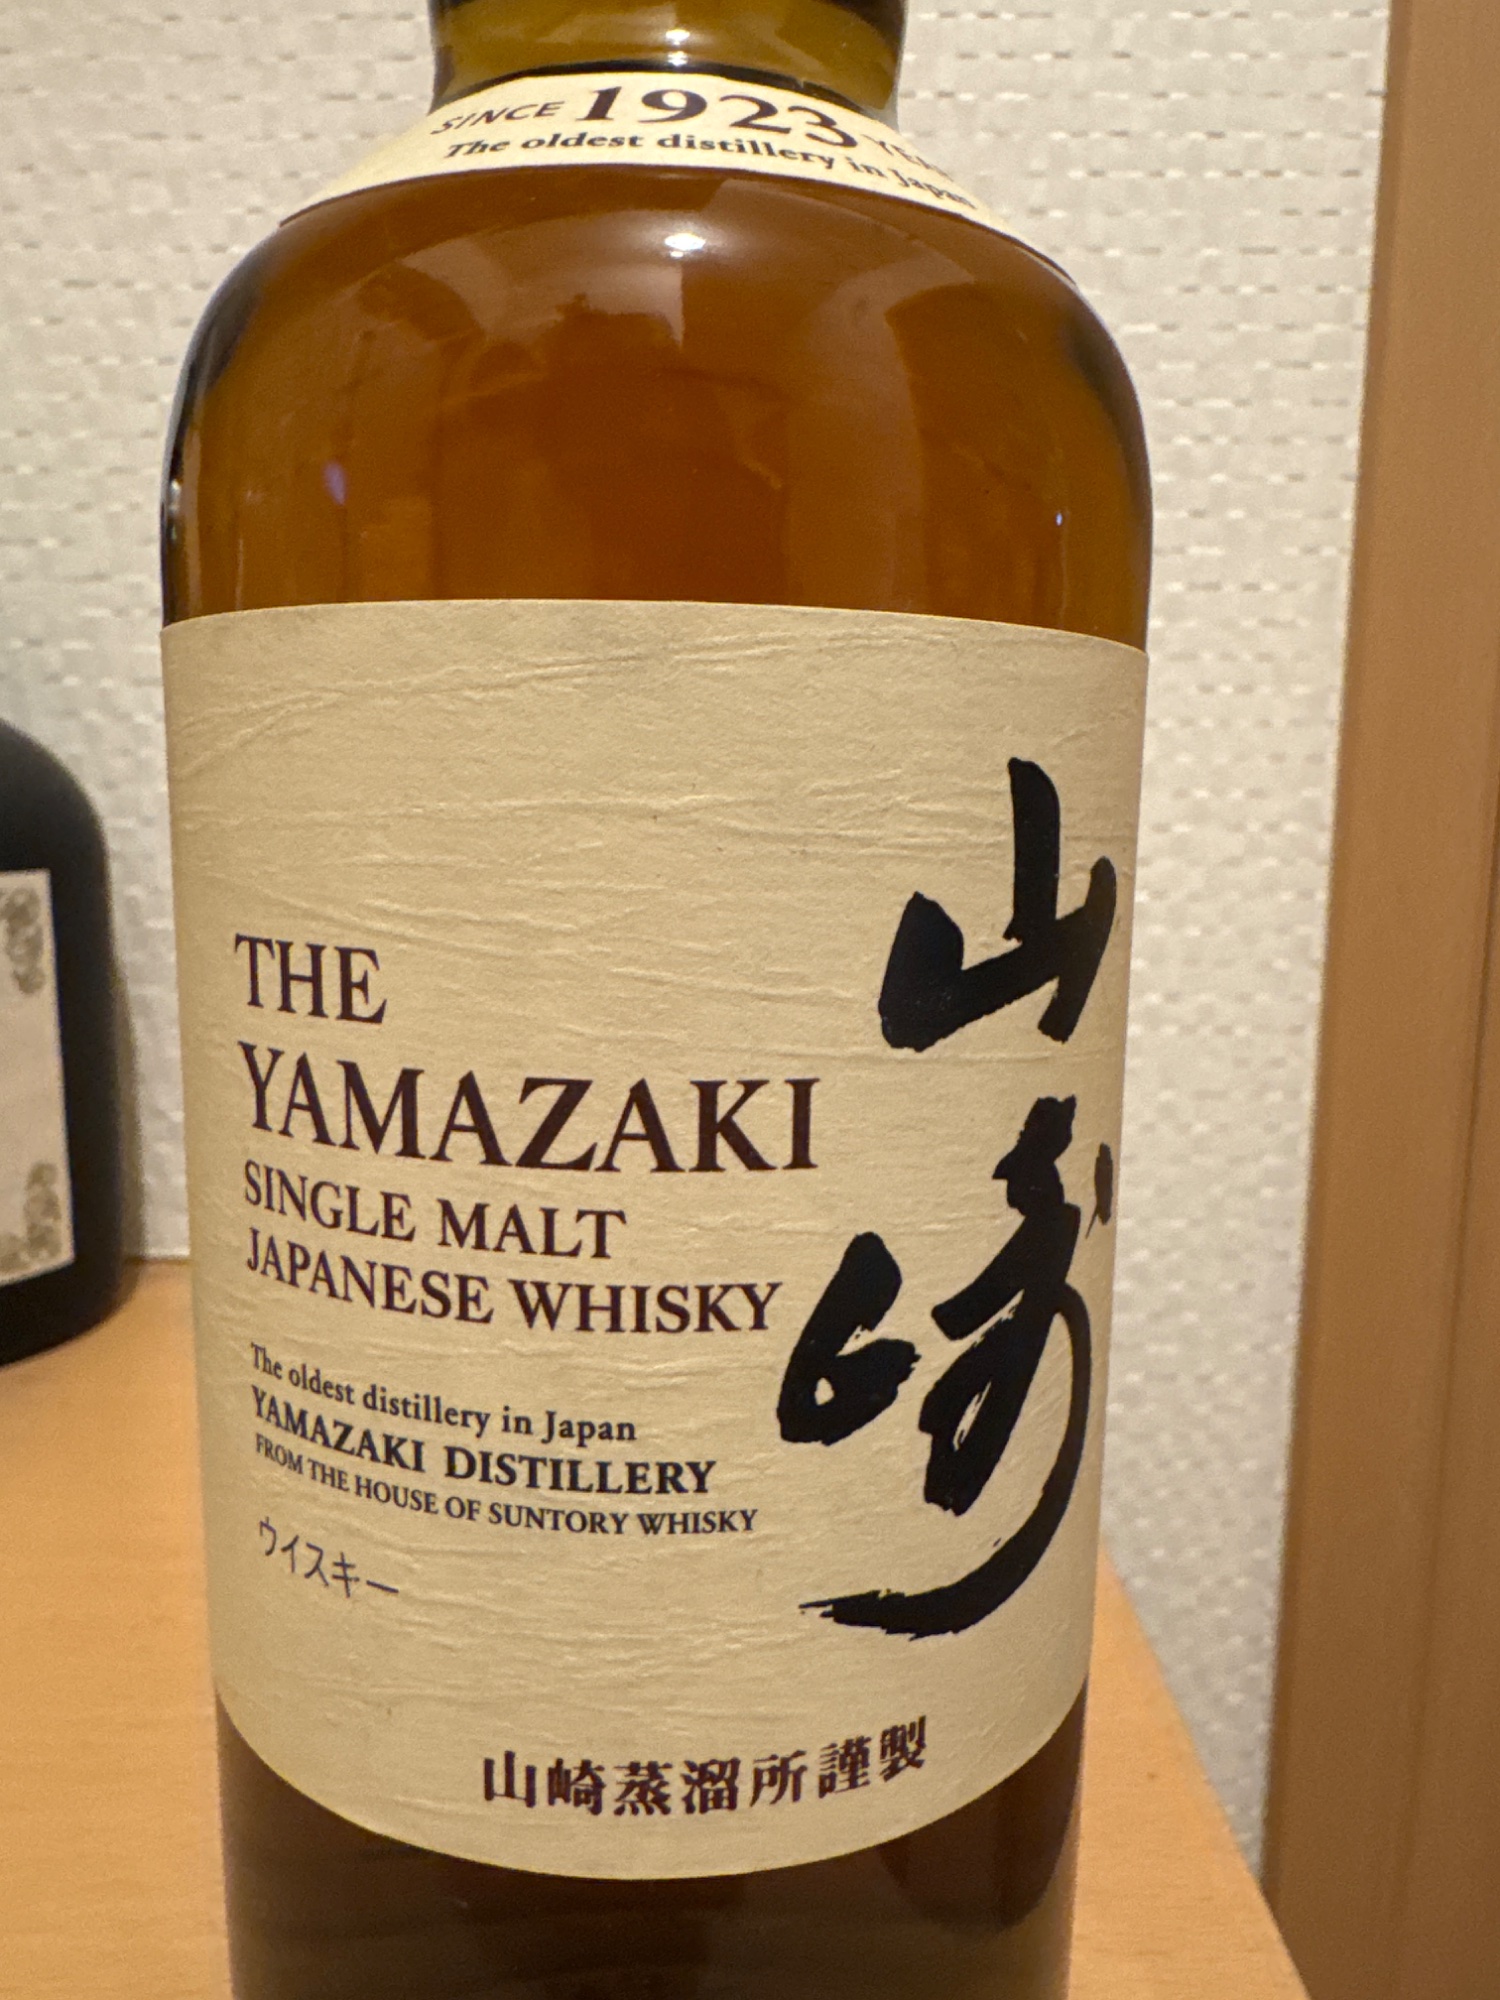 SINCE 1923
The oldest distillery in Japan
山崎
THE
YAMAZAKI
SINGLE MALT
JAPANESE WHISKY
The oldest distillery in Japan
YAMAZAKI DISTILLERY
FROM THE HOUSE OF SUNTORY WHISKY
ウイスキー
山崎蒸溜所謹製